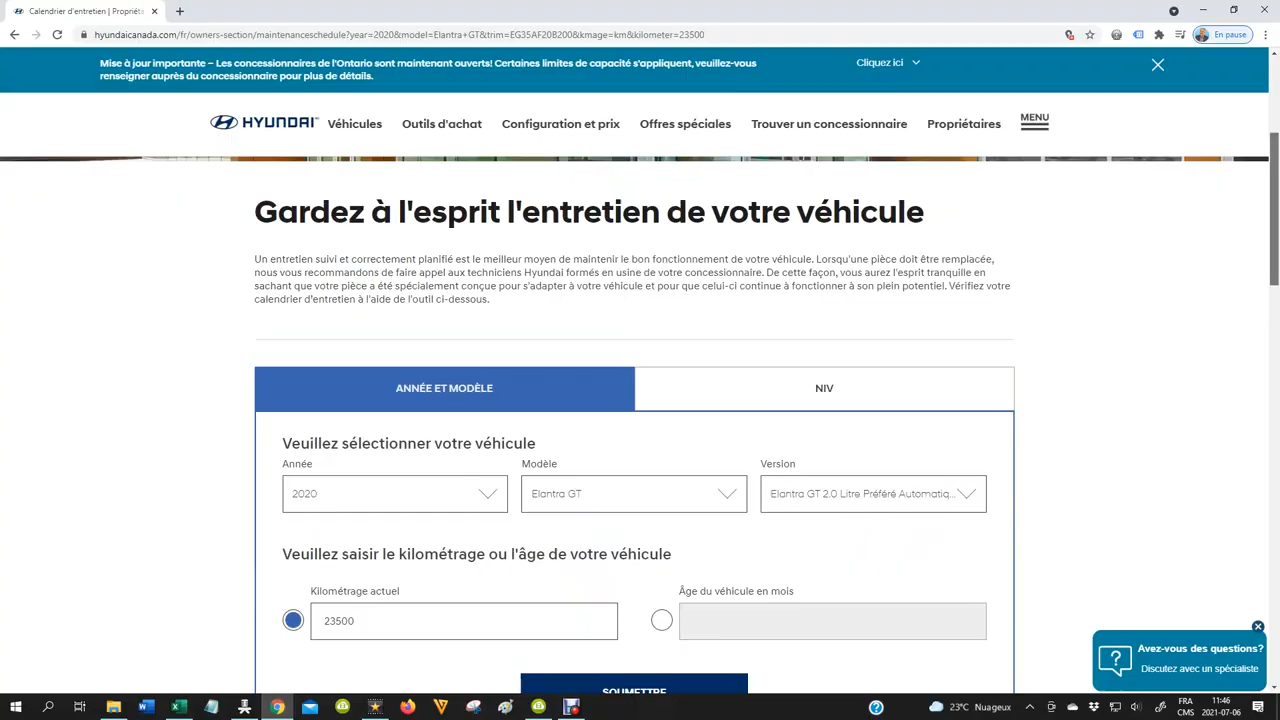 Calendrier d'entretien | Propriéta
hyundaicanada.com/fr/owners-section/maintenanceschedule?year=2020&model=Elantra+GT&trim=EG35AF20B200&kmage=km&kilometer=23500
En pause
Mise à jour importante – Les concessionnaires de l'Ontario sont maintenant ouverts! Certaines limites de capacité s'appliquent, veuillez-vous
renseigner auprès du concessionnaire pour plus de détails.
Cliquez ici
HYUNDAI
Véhicules
Outils d'achat
Configuration et prix
Offres spéciales
Trouver un concessionnaire
Propriétaires
MENU
Gardez à l'esprit l'entretien de votre véhicule
Un entretien suivi et correctement planifié est le meilleur moyen de maintenir le bon fonctionnement de votre véhicule. Lorsqu'une pièce doit être remplacée,
nous vous recommandons de faire appel aux techniciens Hyundai formés en usine de votre concessionnaire. De cette façon, vous aurez l'esprit tranquille en
sachant que votre pièce a été spécialement conçue pour s'adapter à votre véhicule et pour que celui-ci continue à fonctionner à son plein potentiel. Vérifiez votre
calendrier d'entretien à l'aide de l'outil ci-dessous.
ANNÉE ET MODÈLE
NIV
Veuillez sélectionner votre véhicule
Année
Modèle
Version
2020
Elantra GT
Elantra GT 2.0 Litre Préféré Automatiq...
Veuillez saisir le kilométrage ou l'âge de votre véhicule
Kilométrage actuel
Âge du véhicule en mois
23500
SOUMETTRE
Avez-vous des questions?
Discutez avec un spécialiste
23°C Nuageux
FRA
CMS
11:46
2021-07-06